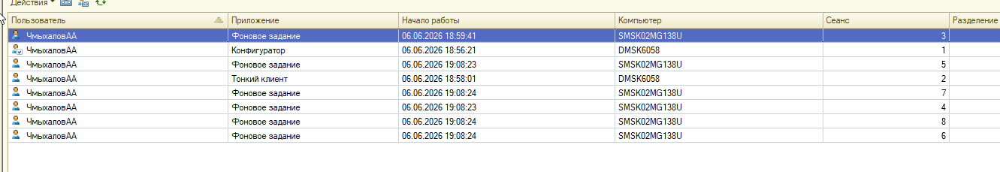 Действия
Пользователь Приложение Начало работы Компьютер Сеанс Разделение
ЧмыхаловАА Фоновое задание 06.06.2026 18:59:41 SMSK02MG138U 3
ЧмыхаловАА Конфигуратор 06.06.2026 18:56:21 DMSK6058 1
ЧмыхаловАА Фоновое задание 06.06.2026 19:08:23 SMSK02MG138U 5
ЧмыхаловАА Тонкий клиент 06.06.2026 18:58:01 DMSK6058 2
ЧмыхаловАА Фоновое задание 06.06.2026 19:08:24 SMSK02MG138U 7
ЧмыхаловАА Фоновое задание 06.06.2026 19:08:23 SMSK02MG138U 4
ЧмыхаловАА Фоновое задание 06.06.2026 19:08:24 SMSK02MG138U 8
ЧмыхаловАА Фоновое задание 06.06.2026 19:08:24 SMSK02MG138U 6